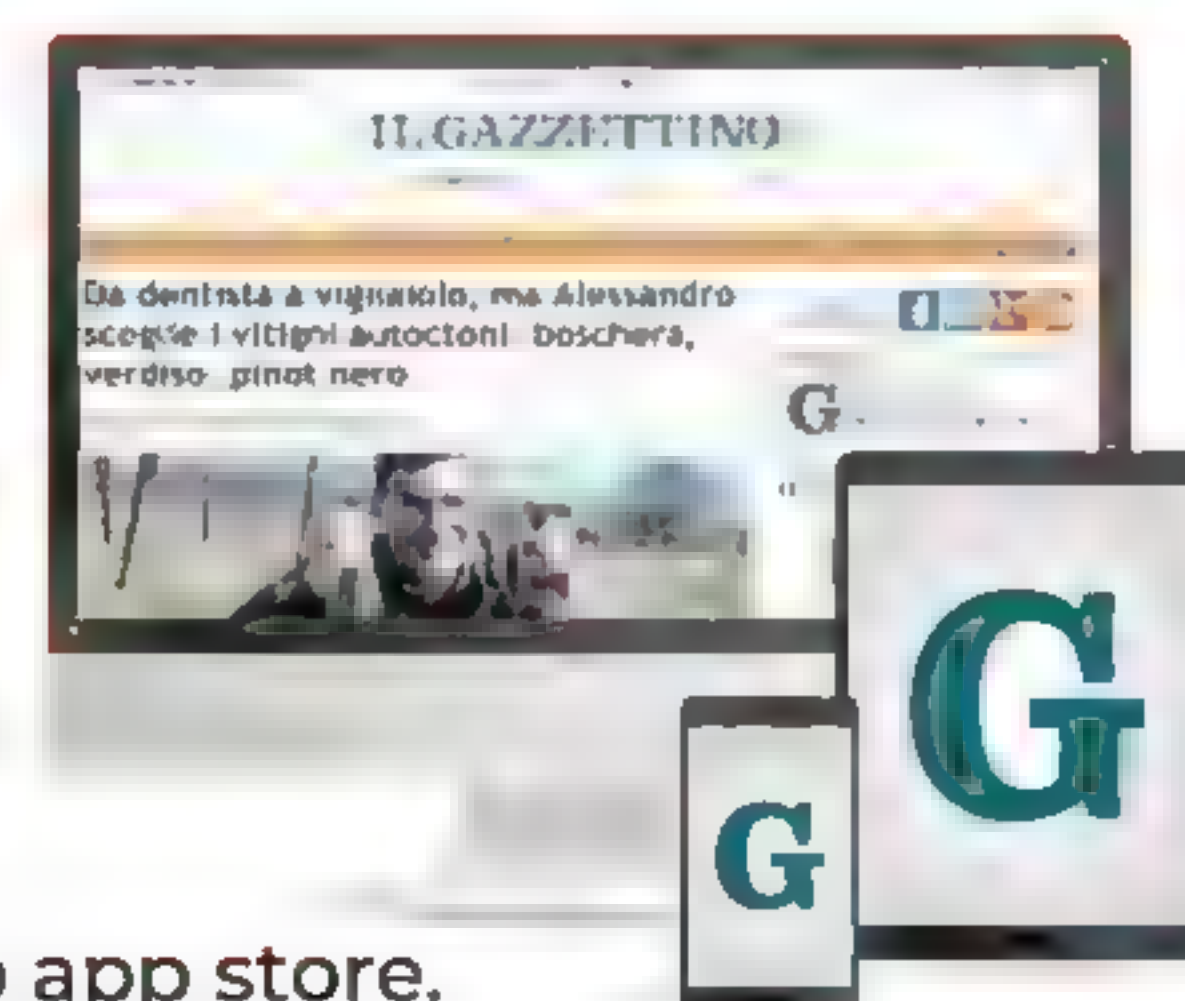 IL GAZZETTINO
Da dentista a vignaiolo, ma Alessandro
sceglie i vitigni autoctoni boschera,
verdiso pinot nero
G
G
G
app store.